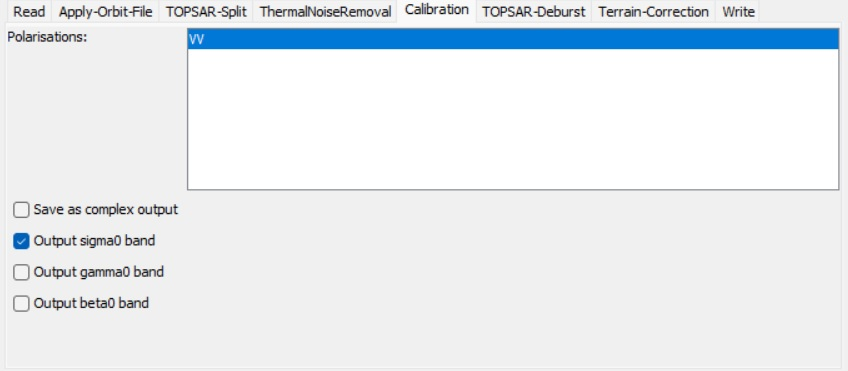 Read Apply-Orbit-File TOPSAR-Split ThermalNoiseRemoval Calibration TOPSAR-Deburst Terrain-Correction Write
Polarisations:
VV
Save as complex output
Output sigma0 band
Output gamma0 band
Output beta0 band